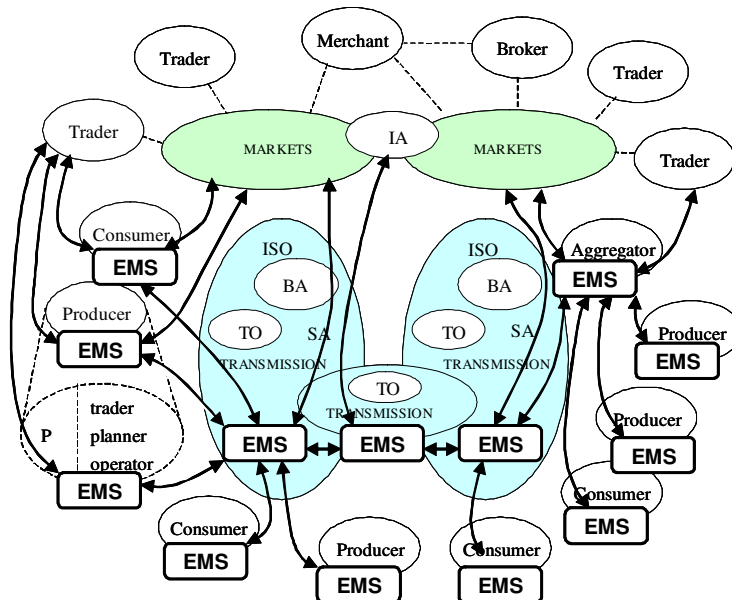 Merchant
Broker
Trader
Trader
Trader
IA
MARKETS
MARKETS
Trader
Consumer
EMS
ISO
ISO
Aggregator
EMS
BA
BA
Producer
EMS
TO
SA
TO
SA
Producer
EMS
TRANSMISSION
TRANSMISSION
TO
TRANSMISSION
P
trader
planner
operator
EMS
EMS
EMS
EMS
Producer
EMS
Consumer
EMS
Consumer
EMS
Producer
EMS
Consumer
EMS